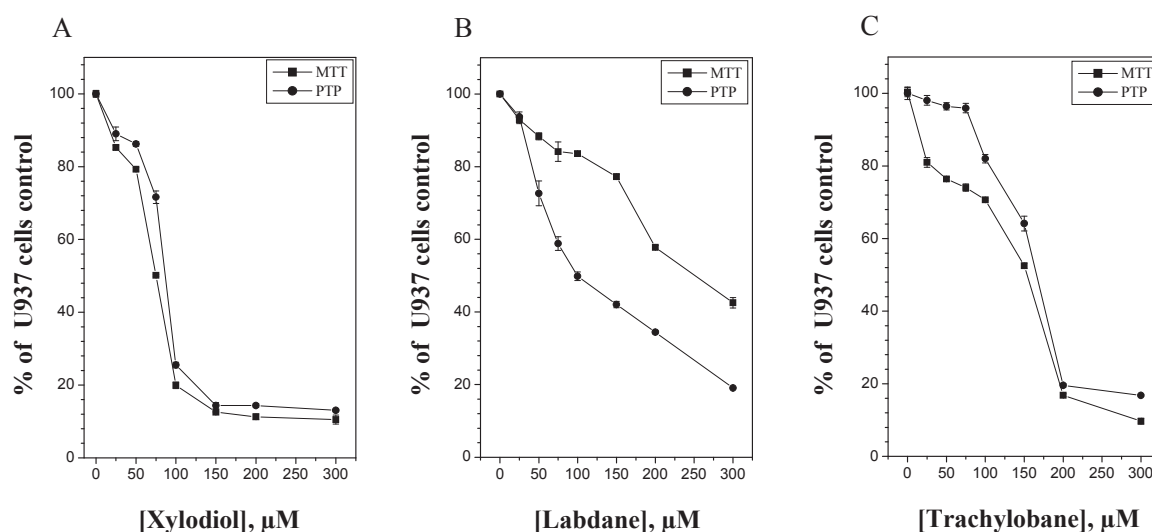 A
MTT
PTP
% of U937 cells control
100
80
60
40
20
0
0 50 100 150 200 250 300
[Xylodiol], µM
B
MTT
PTP
% of U937 cells control
100
80
60
40
20
0
0 50 100 150 200 250 300
[Labdane], µM
C
MTT
PTP
% of U937 cells control
100
80
60
40
20
0
0 50 100 150 200 250 300
[Trachylobane], µM